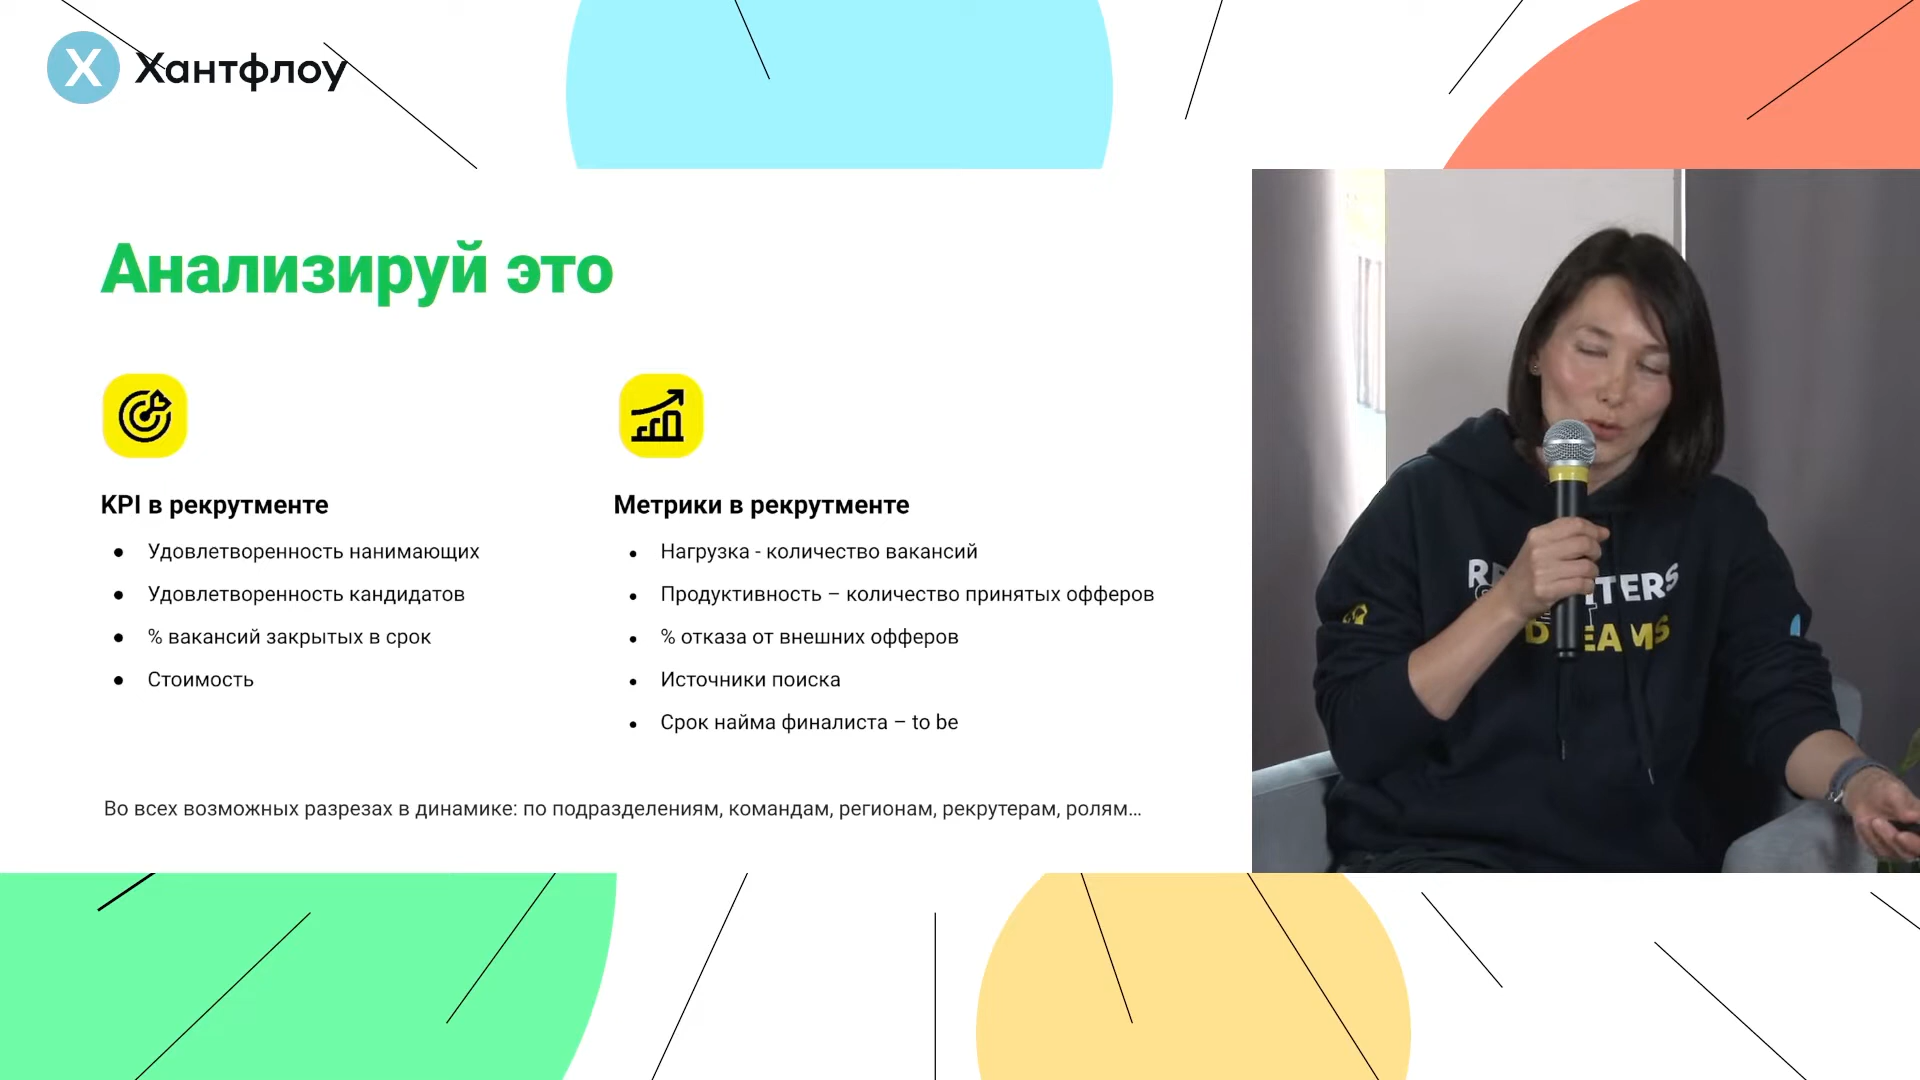 X Хантфлоу
Анализируй это
KPI в рекрутменте
● Удовлетворенность нанимающих
● Удовлетворенность кандидатов
● % вакансий закрытых в срок
● Стоимость
Метрики в рекрутменте
• Нагрузка - количество вакансий
• Продуктивность – количество принятых офферов
• % отказа от внешних офферов
• Источники поиска
• Срок найма финалиста – to be
Во всех возможных разрезах в динамике: по подразделениям, командам, регионам, рекрутерам, ролям...